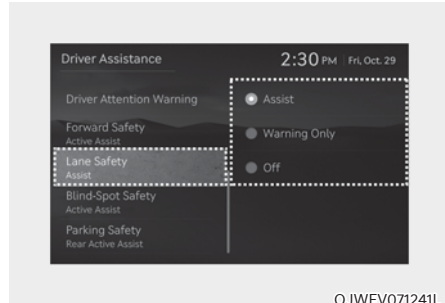 Driver Assistance
2:30 PM Fri, Oct. 29
Driver Attention Warning
Forward Safety
Active Assist
Lane Safety
Assist
Blind-Spot Safety
Active Assist
Parking Safety
Rear Active Assist
Assist
Warning Only
Off
OJWEV071241L